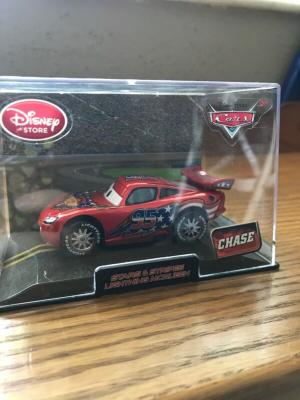 Disney
STORE
Cars
95
STARS & STRIPES
LIGHTNING McQUEEN
CHASE